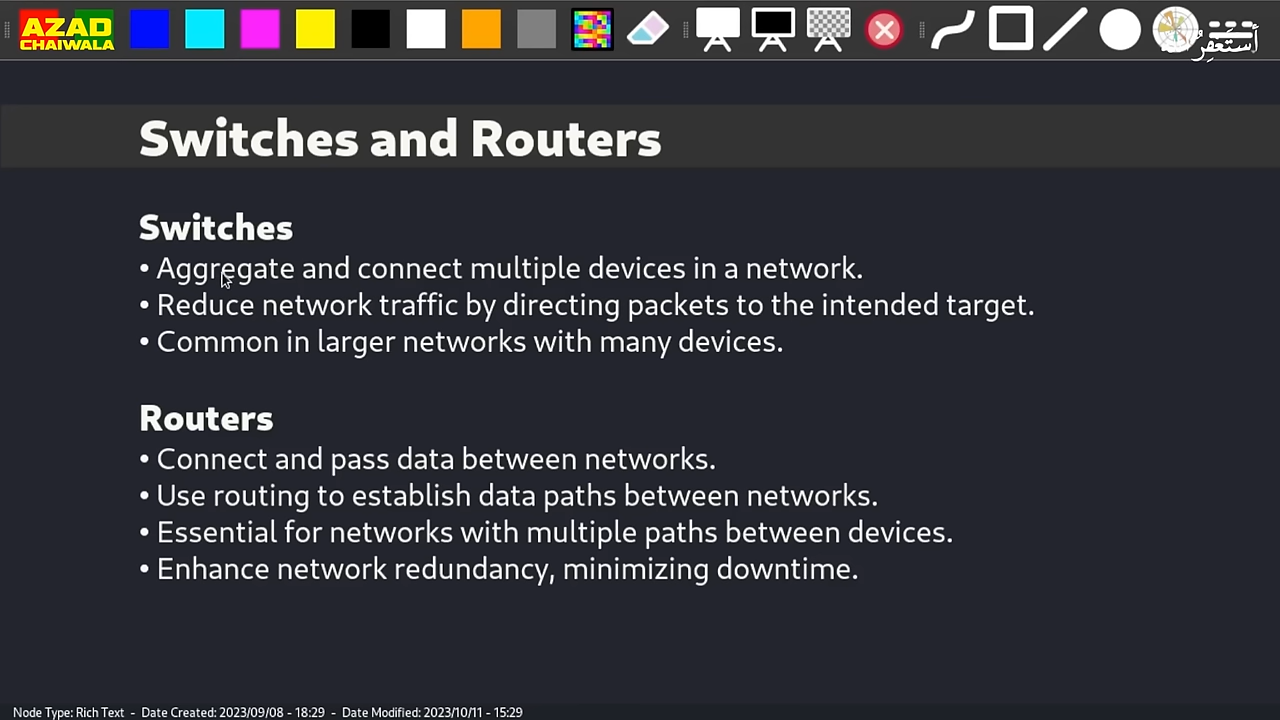 AZAD
CHAIWALA
أستغفر
Switches and Routers
Switches
• Aggregate and connect multiple devices in a network.
• Reduce network traffic by directing packets to the intended target.
• Common in larger networks with many devices.
Routers
• Connect and pass data between networks.
• Use routing to establish data paths between networks.
• Essential for networks with multiple paths between devices.
• Enhance network redundancy, minimizing downtime.
Node Type: Rich Text - Date Created: 2023/09/08 - 18:29 - Date Modified: 2023/10/11 - 15:29